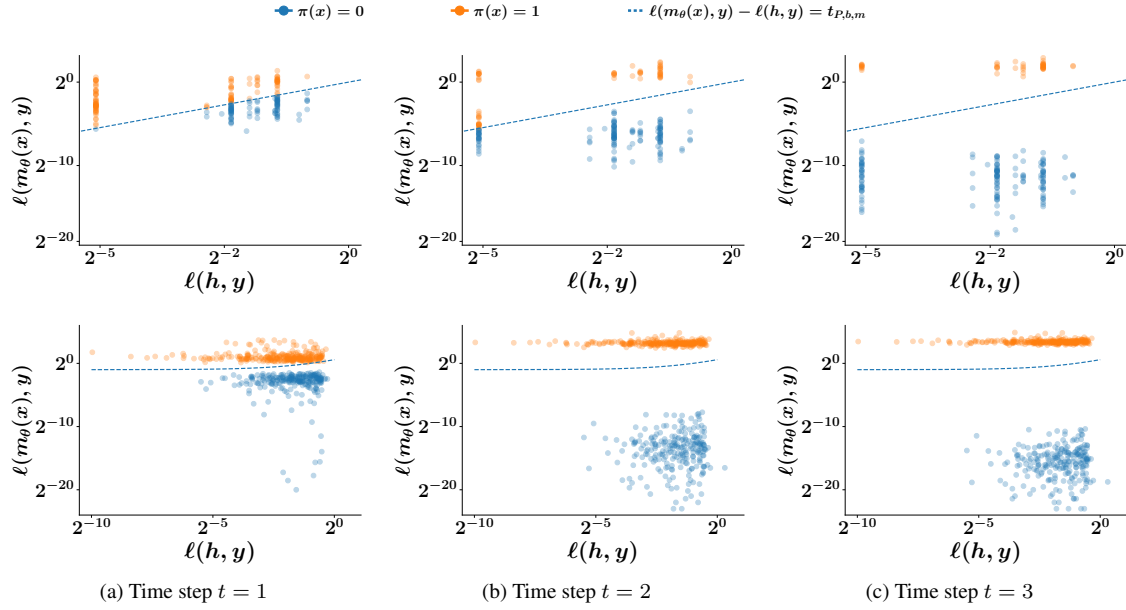 π(x) = 0 π(x) = 1 ℓ(m_θ(x), y) − ℓ(h, y) = t_{P,b,m}
ℓ(m_θ(x), y)
2^0
2^{−10}
2^{−20}
2^{−5} 2^{−2} 2^0
ℓ(h, y)
ℓ(m_θ(x), y)
2^0
2^{−10}
2^{−20}
2^{−5} 2^{−2} 2^0
ℓ(h, y)
ℓ(m_θ(x), y)
2^0
2^{−10}
2^{−20}
2^{−5} 2^{−2} 2^0
ℓ(h, y)
ℓ(m_θ(x), y)
2^0
2^{−10}
2^{−20}
2^{−10} 2^{−5} 2^0
ℓ(h, y)
(a) Time step t = 1
ℓ(m_θ(x), y)
2^0
2^{−10}
2^{−20}
2^{−10} 2^{−5} 2^0
ℓ(h, y)
(b) Time step t = 2
ℓ(m_θ(x), y)
2^0
2^{−10}
2^{−20}
2^{−10} 2^{−5} 2^0
ℓ(h, y)
(c) Time step t = 3